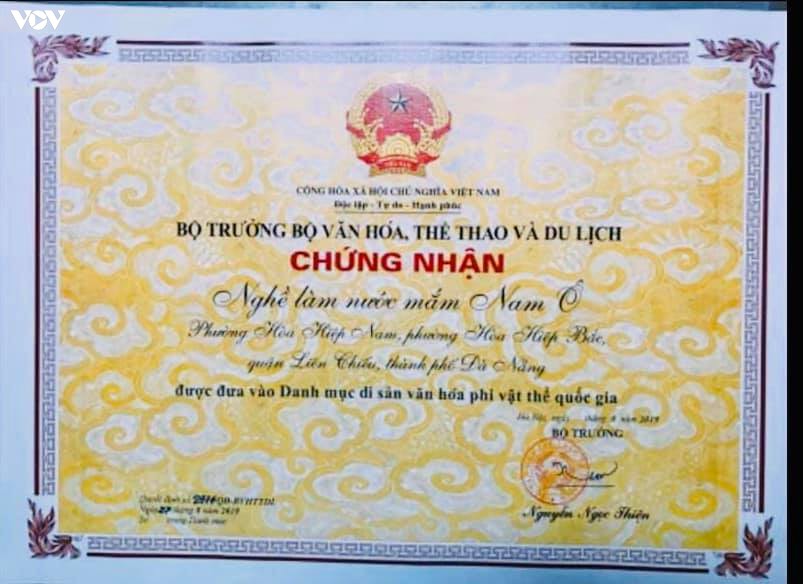 VOV
CỘNG HÒA XÃ HỘI CHỦ NGHĨA VIỆT NAM
Độc lập - Tự do - Hạnh phúc
BỘ TRƯỞNG BỘ VĂN HÓA, THỂ THAO VÀ DU LỊCH
CHỨNG NHẬN
Nghề làm nước mắm Nam Ô
Phường Hòa Hiệp Nam, phường Hòa Hiệp Bắc,
quận Liên Chiểu, thành phố Đà Nẵng
được đưa vào Danh mục di sản văn hóa phi vật thể quốc gia
Hà Nội, ngày tháng 8 năm 2019
BỘ TRƯỞNG
Quyết định số QĐ-BVHTTDL
Ngày 27 tháng 8 năm 2019
Số trong Danh mục
Nguyễn Ngọc Thiện